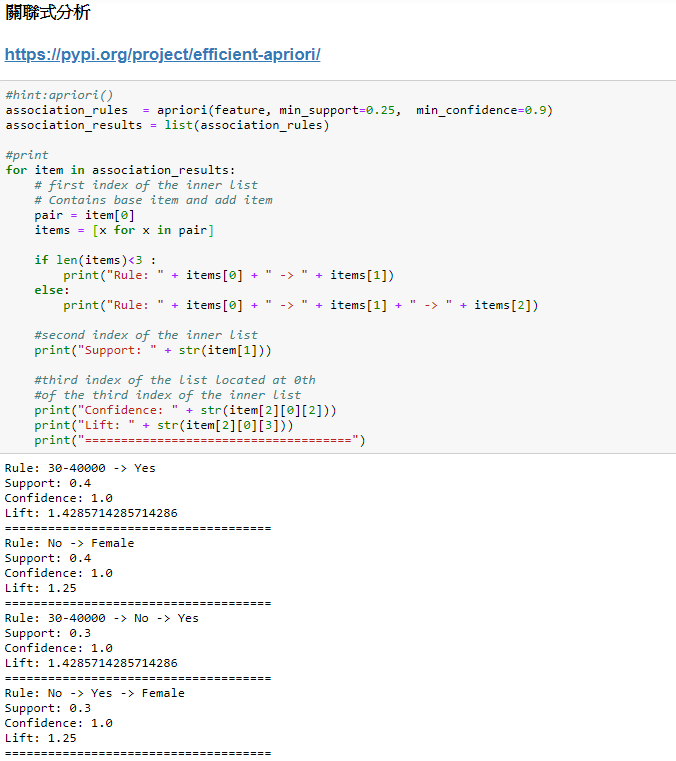 關聯式分析
https://pypi.org/project/efficient-apriori/
#hint:apriori()
association_rules  = apriori(feature, min_support=0.25,  min_confidence=0.9)
association_results = list(association_rules)

#print
for item in association_results:
    # first index of the inner list
    # Contains base item and add item
    pair = item[0]
    items = [x for x in pair]

    if len(items)<3 :
        print("Rule: " + items[0] + " -> " + items[1])
    else:
        print("Rule: " + items[0] + " -> " + items[1] + " -> " + items[2])

    #second index of the inner list
    print("Support: " + str(item[1]))

    #third index of the list located at 0th
    #of the third index of the inner list
    print("Confidence: " + str(item[2][0][2]))
    print("Lift: " + str(item[2][0][3]))
    print("=====================================")
Rule: 30-40000 -> Yes
Support: 0.4
Confidence: 1.0
Lift: 1.4285714285714286
=====================================
Rule: No -> Female
Support: 0.4
Confidence: 1.0
Lift: 1.25
=====================================
Rule: 30-40000 -> No -> Yes
Support: 0.3
Confidence: 1.0
Lift: 1.4285714285714286
=====================================
Rule: No -> Yes -> Female
Support: 0.3
Confidence: 1.0
Lift: 1.25
=====================================